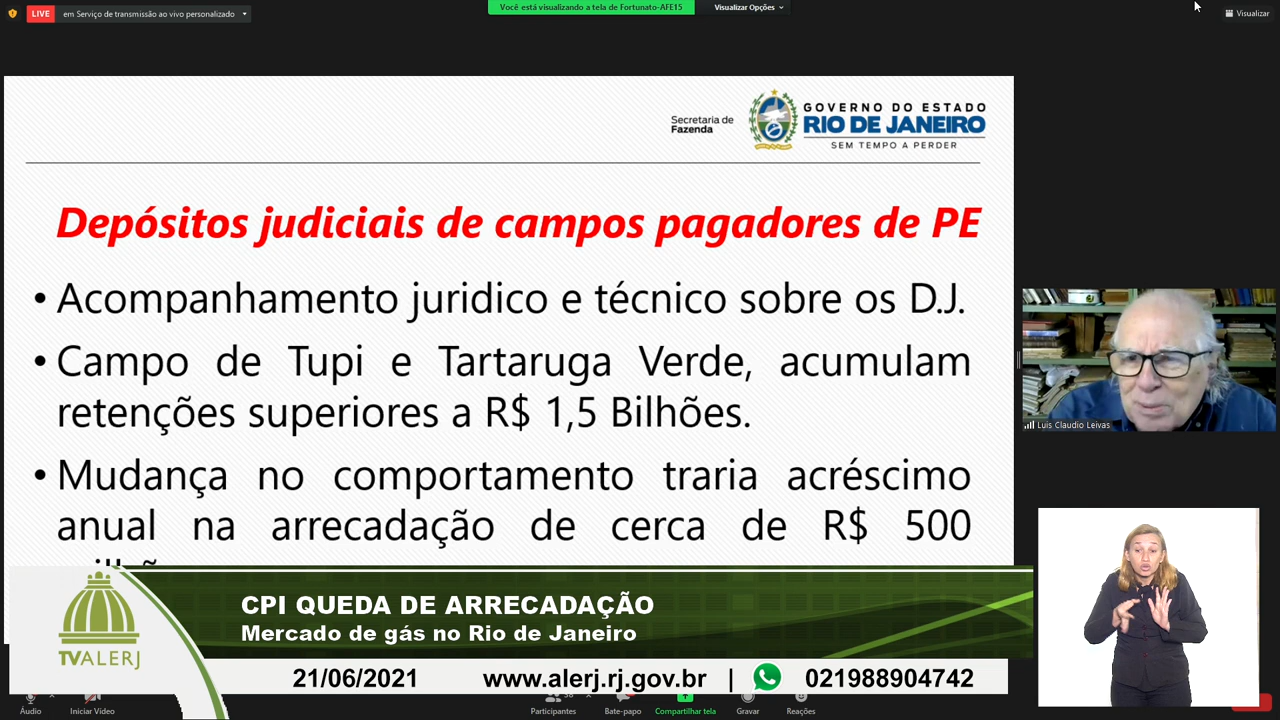 LIVE em Serviço de transmissão ao vivo personalizado
Você está visualizando a tela de Fortunato-AFE15
Visualizar Opções
Visualizar
Secretaria de
Fazenda
GOVERNO DO ESTADO
RIO DE JANEIRO
SEM TEMPO A PERDER
Depósitos judiciais de campos pagadores de PE
• Acompanhamento juridico e técnico sobre os D.J.
• Campo de Tupi e Tartaruga Verde, acumulam
retenções superiores a R$ 1,5 Bilhões.
• Mudança no comportamento traria acréscimo
anual na arrecadação de cerca de R$ 500
Luis Claudio Leivas
CPI QUEDA DE ARRECADAÇÃO
Mercado de gás no Rio de Janeiro
TVALERJ
21/06/2021 www.alerj.rj.gov.br | 021988904742
Áudio
Iniciar Vídeo
Participantes
Bate-papo
Compartilhar tela
Gravar
Reações